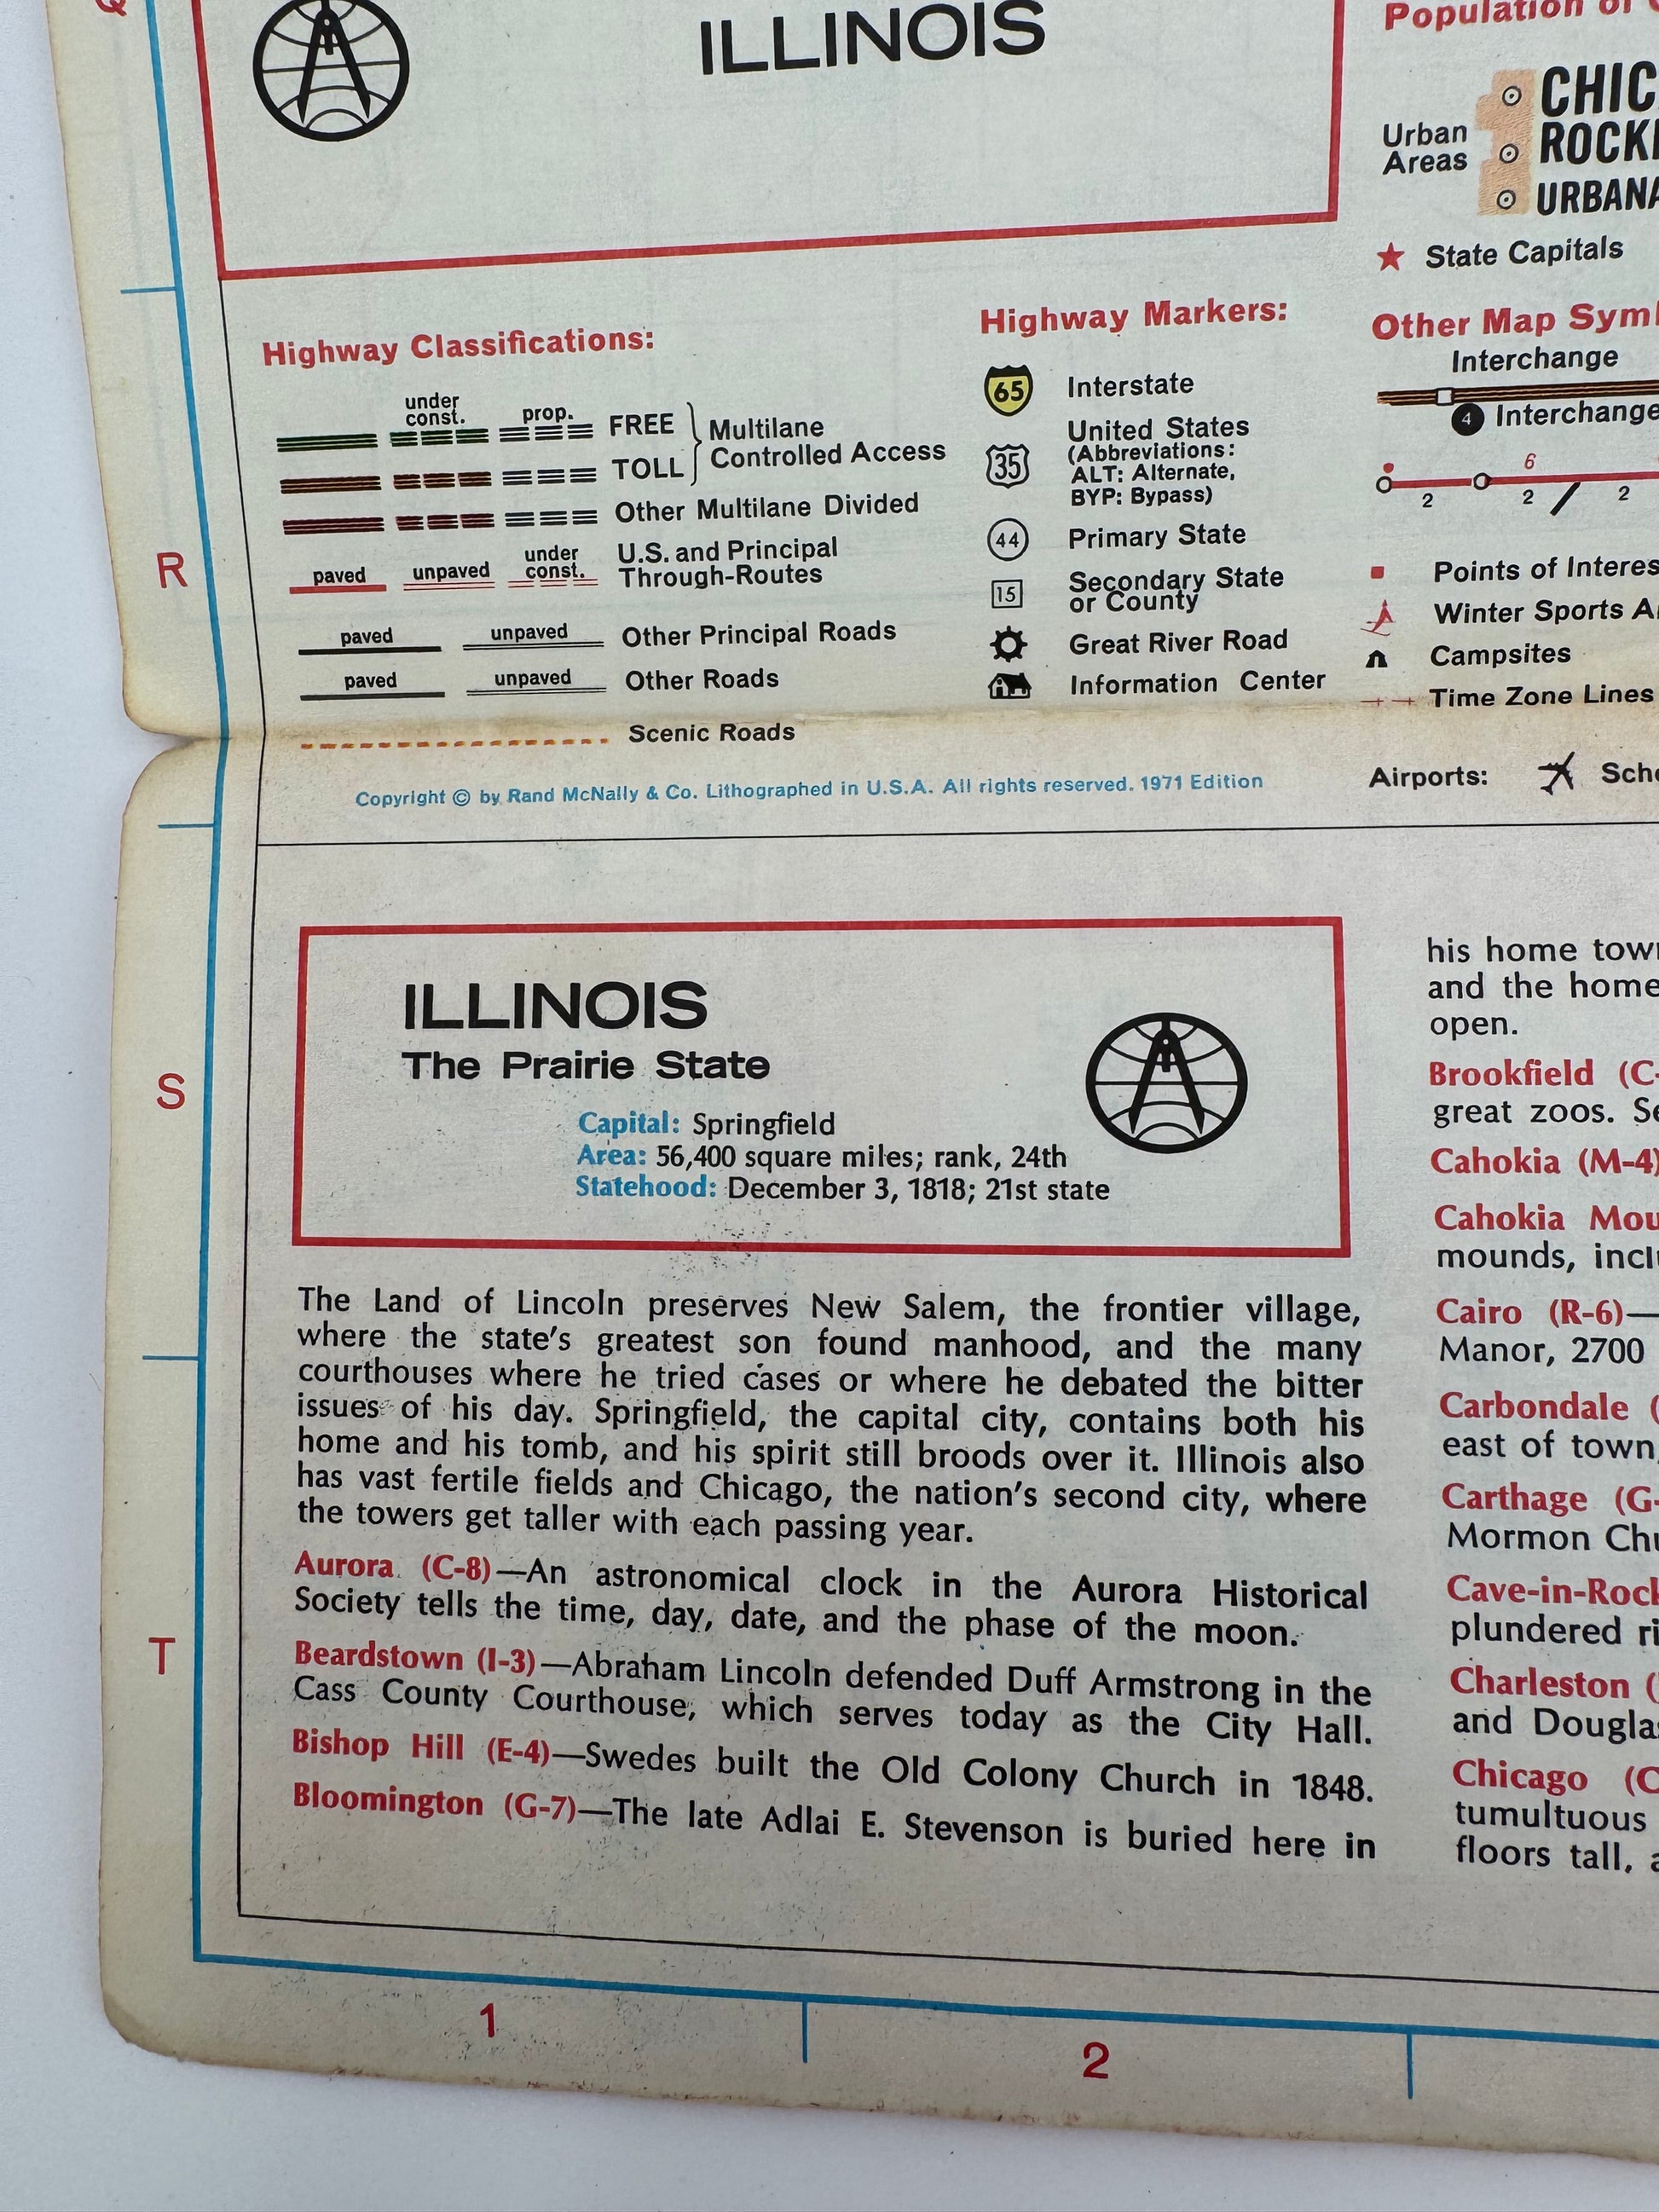 ILLINOIS
Population of
Urban
Areas
CHIC
ROCK
URBANA
State Capitals
Highway Classifications:
under
const.
prop.
FREE
TOLL
Multilane
Controlled Access
Other Multilane Divided
paved
unpaved
under
const.
U.S. and Principal
Through-Routes
paved
unpaved
Other Principal Roads
paved
unpaved
Other Roads
Scenic Roads
Highway Markers:
65
Interstate
35
United States
(Abbreviations:
ALT: Alternate,
BYP: Bypass)
44
Primary State
15
Secondary State
or County
Great River Road
Information Center
Other Map Sym
Interchange
4
Interchange
6
2
2
2
Points of Interes
Winter Sports A
Campsites
Time Zone Lines
Airports:
Sche
Copyright © by Rand McNally & Co. Lithographed in U.S.A. All rights reserved. 1971 Edition
ILLINOIS
The Prairie State
Capital: Springfield
Area: 56,400 square miles; rank, 24th
Statehood: December 3, 1818; 21st state
The Land of Lincoln preserves New Salem, the frontier village,
where the state's greatest son found manhood, and the many
courthouses where he tried cases or where he debated the bitter
issues of his day. Springfield, the capital city, contains both his
home and his tomb, and his spirit still broods over it. Illinois also
has vast fertile fields and Chicago, the nation's second city, where
the towers get taller with each passing year.
Aurora (C-8)—An astronomical clock in the Aurora Historical
Society tells the time, day, date, and the phase of the moon.
Beardstown (I-3)—Abraham Lincoln defended Duff Armstrong in the
Cass County Courthouse, which serves today as the City Hall.
Bishop Hill (E-4)—Swedes built the Old Colony Church in 1848.
Bloomington (G-7)—The late Adlai E. Stevenson is buried here in
his home town
and the home
open.
Brookfield (C-
great zoos. Se
Cahokia (M-4)
Cahokia Mou
mounds, inclu
Cairo (R-6)—
Manor, 2700
Carbondale (
east of town,
Carthage (G-
Mormon Chu
Cave-in-Rock
plundered ri
Charleston (
and Dougla
Chicago (C
tumultuous
floors tall, a
R
S
T
1
2